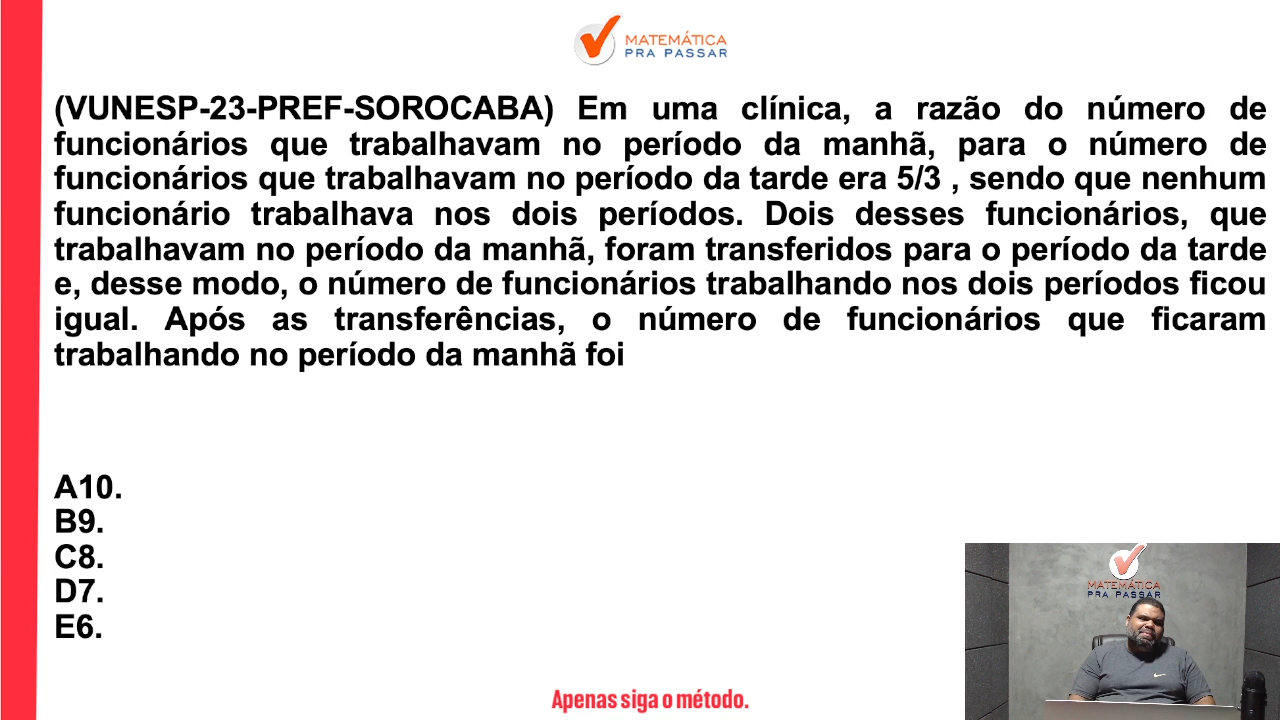 MATEMÁTICA
PRA PASSAR
(VUNESP-23-PREF-SOROCABA) Em uma clínica, a razão do número de
funcionários que trabalhavam no período da manhã, para o número de
funcionários que trabalhavam no período da tarde era 5/3 , sendo que nenhum
funcionário trabalhava nos dois períodos. Dois desses funcionários, que
trabalhavam no período da manhã, foram transferidos para o período da tarde
e, desse modo, o número de funcionários trabalhando nos dois períodos ficou
igual. Após as transferências, o número de funcionários que ficaram
trabalhando no período da manhã foi
A10.
B9.
C8.
D7.
E6.
MATEMÁTICA
PRA PASSAR
Apenas siga o método.